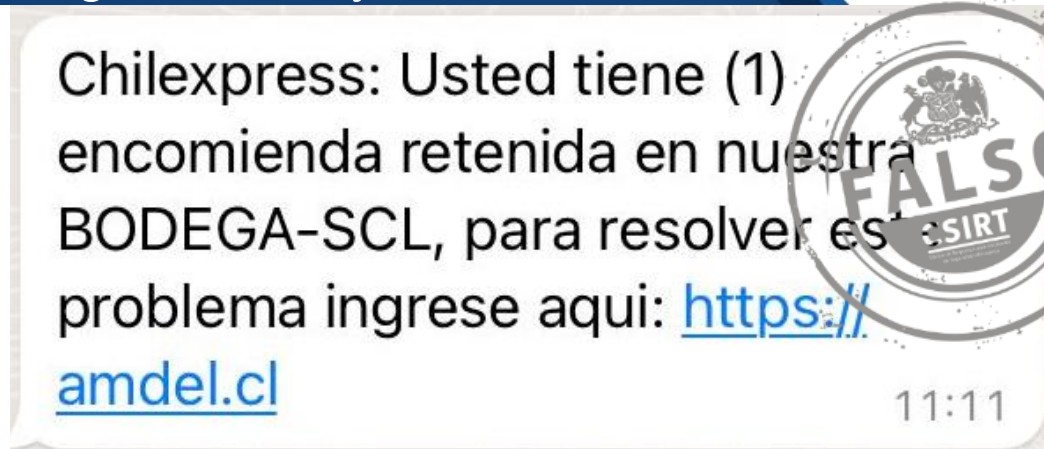 Chilexpress: Usted tiene (1)
encomienda retenida en nuestra
BODEGA-SCL, para resolver este
problema ingrese aqui: https://
amdel.cl
11:11
FALSO
CSIRT